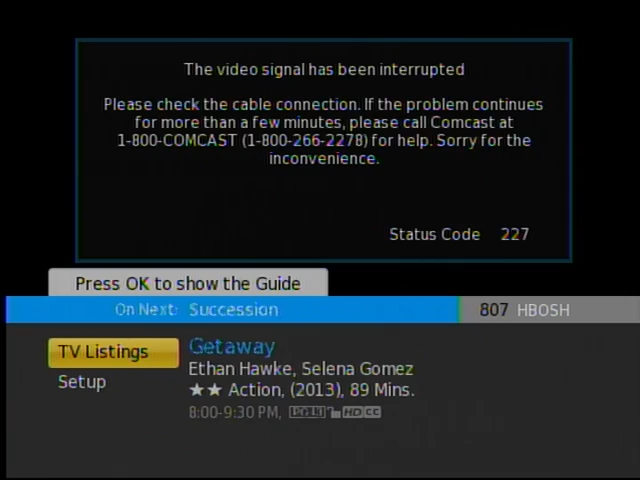 The video signal has been interrupted
Please check the cable connection. If the problem continues
for more than a few minutes, please call Comcast at
1-800-COMCAST (1-800-266-2278) for help. Sorry for the
inconvenience.
Status Code 227
Press OK to show the Guide
On Next: Succession 807 HBOSH
TV Listings
Setup
Getaway
Ethan Hawke, Selena Gomez
★★ Action, (2013), 89 Mins.
8:00-9:30 PM, HD CC